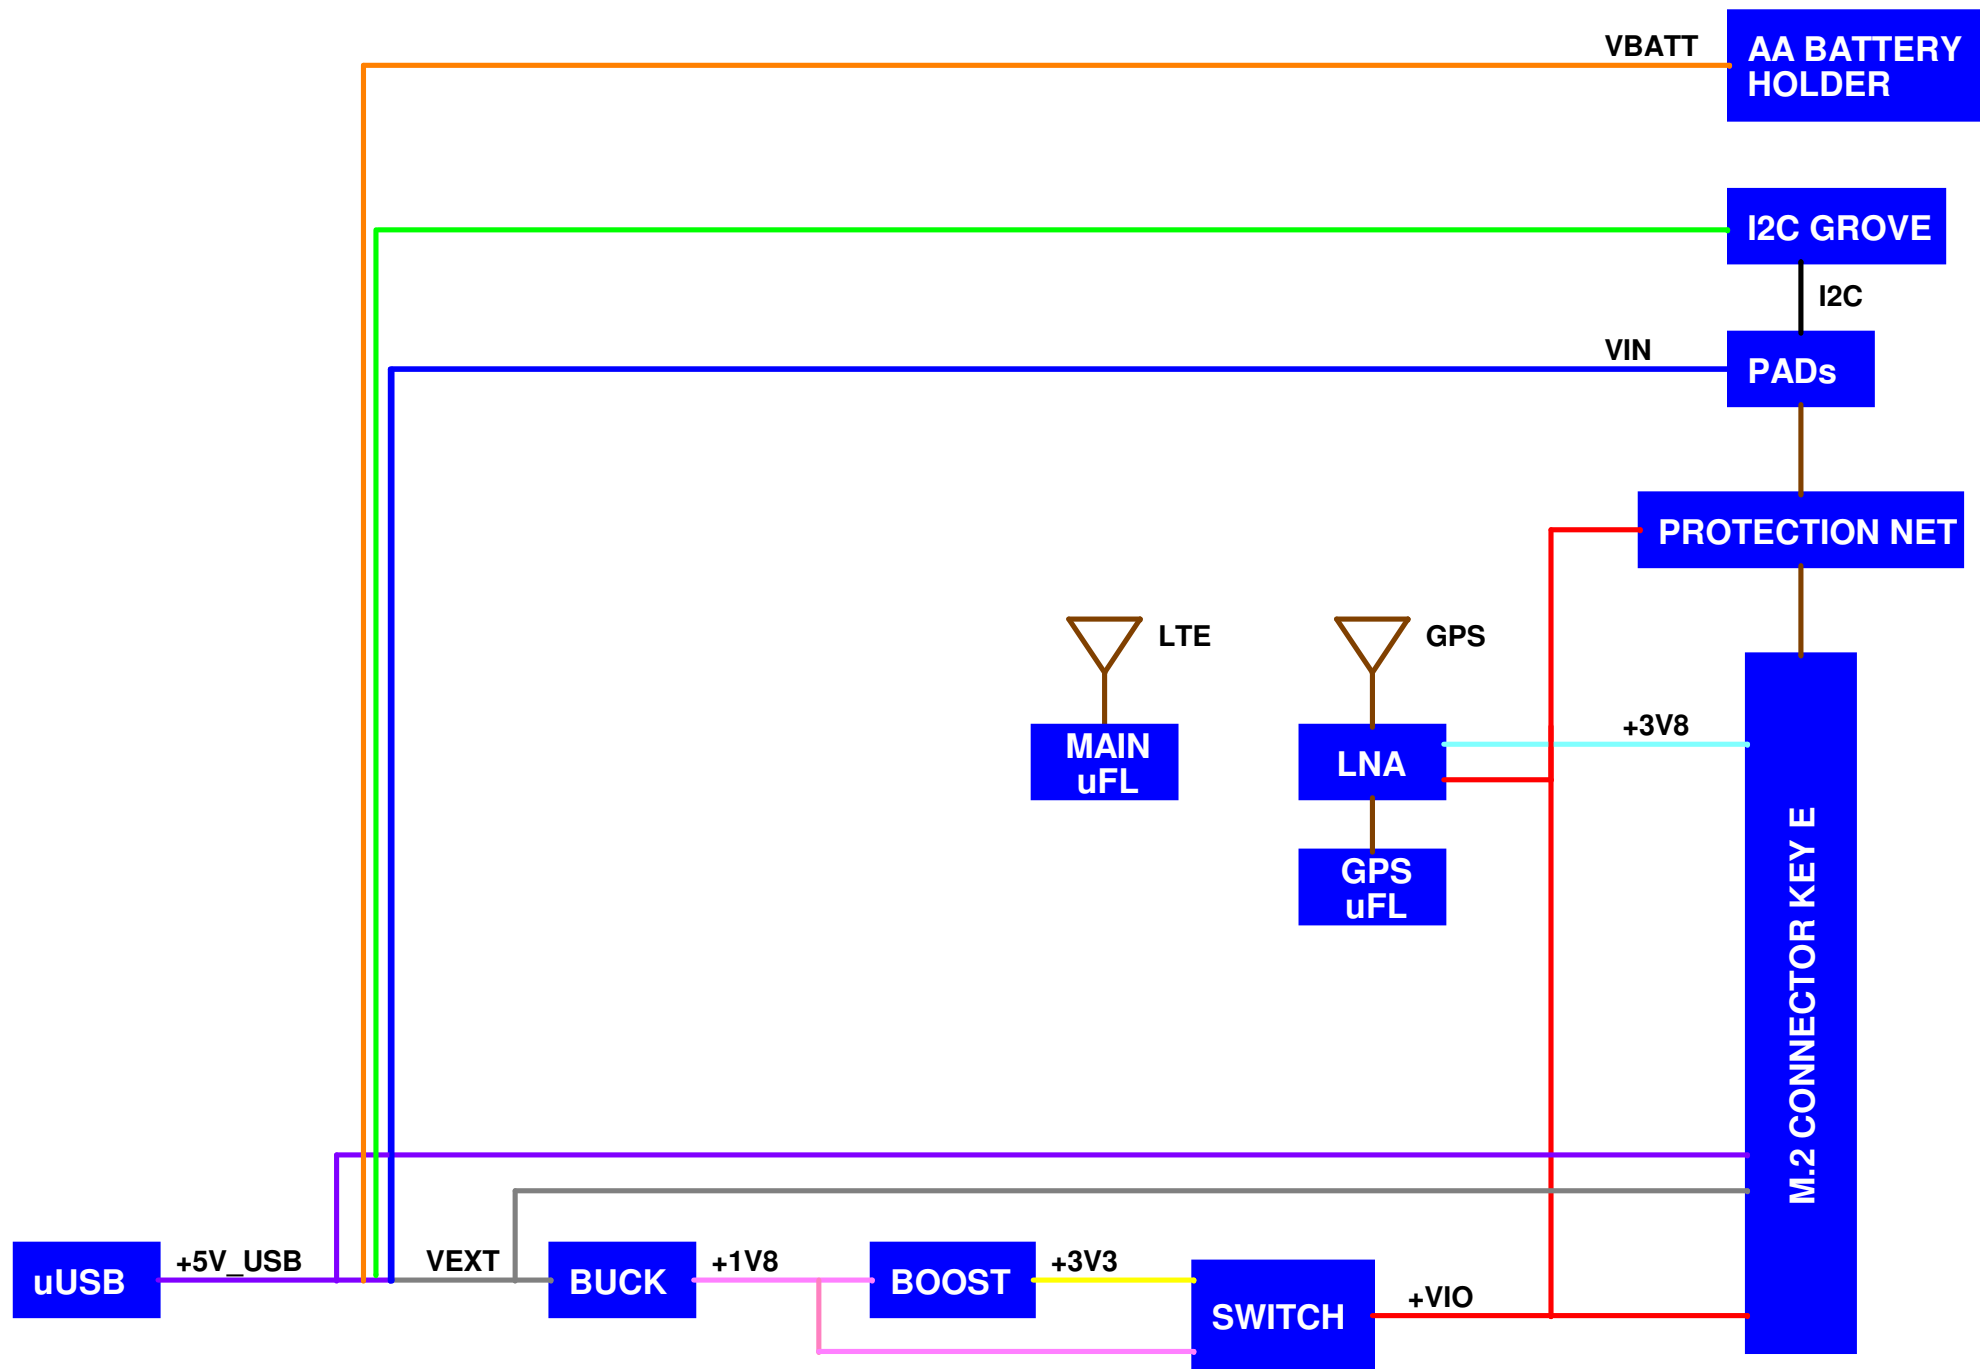 VBATT
AA BATTERY
HOLDER
I2C GROVE
I2C
VIN
PADs
PROTECTION NET
LTE
GPS
+3V8
MAIN
uFL
LNA
GPS
uFL
M.2 CONNECTOR KEY E
+5V_USB
VEXT
+1V8
+3V3
uUSB
BUCK
BOOST
+VIO
SWITCH